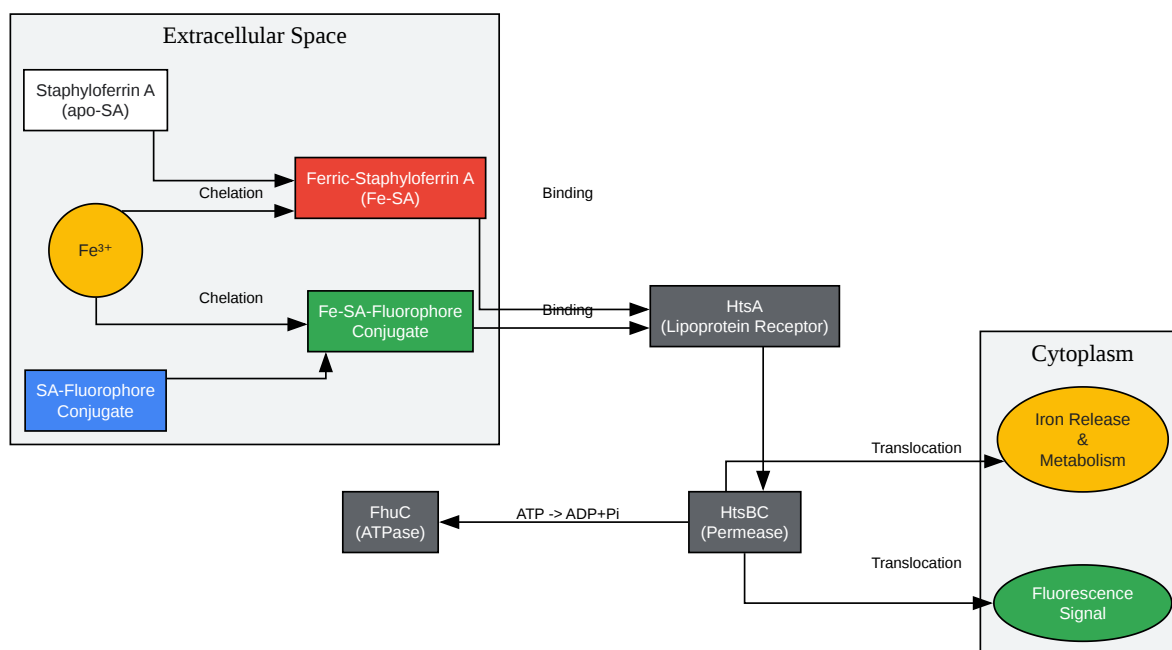 Extracellular Space
Staphyloferrin A
(apo-SA)
Ferric-Staphyloferrin A
(Fe-SA)
Chelation
Binding
Fe³⁺
Chelation
Fe-SA-Fluorophore
Conjugate
Binding
HtsA
(Lipoprotein Receptor)
SA-Fluorophore
Conjugate
Cytoplasm
Iron Release
&
Metabolism
Translocation
FhuC
(ATPase)
ATP -> ADP+Pi
HtsBC
(Permease)
Translocation
Fluorescence
Signal